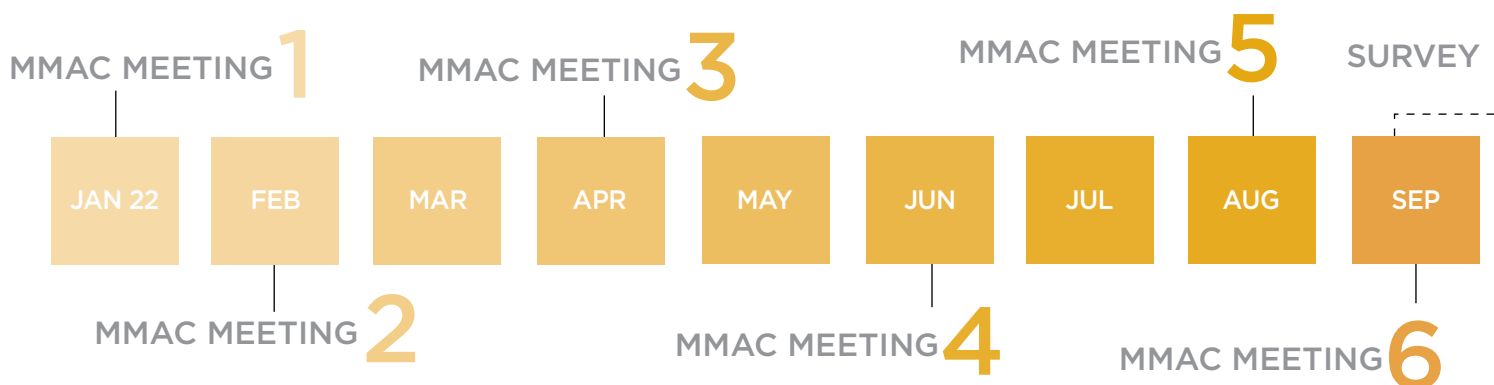 MMAC MEETING 1
MMAC MEETING 3
MMAC MEETING 5
SURVEY
JAN 22
FEB
MAR
APR
MAY
JUN
JUL
AUG
SEP
MMAC MEETING 2
MMAC MEETING 4
MMAC MEETING 6